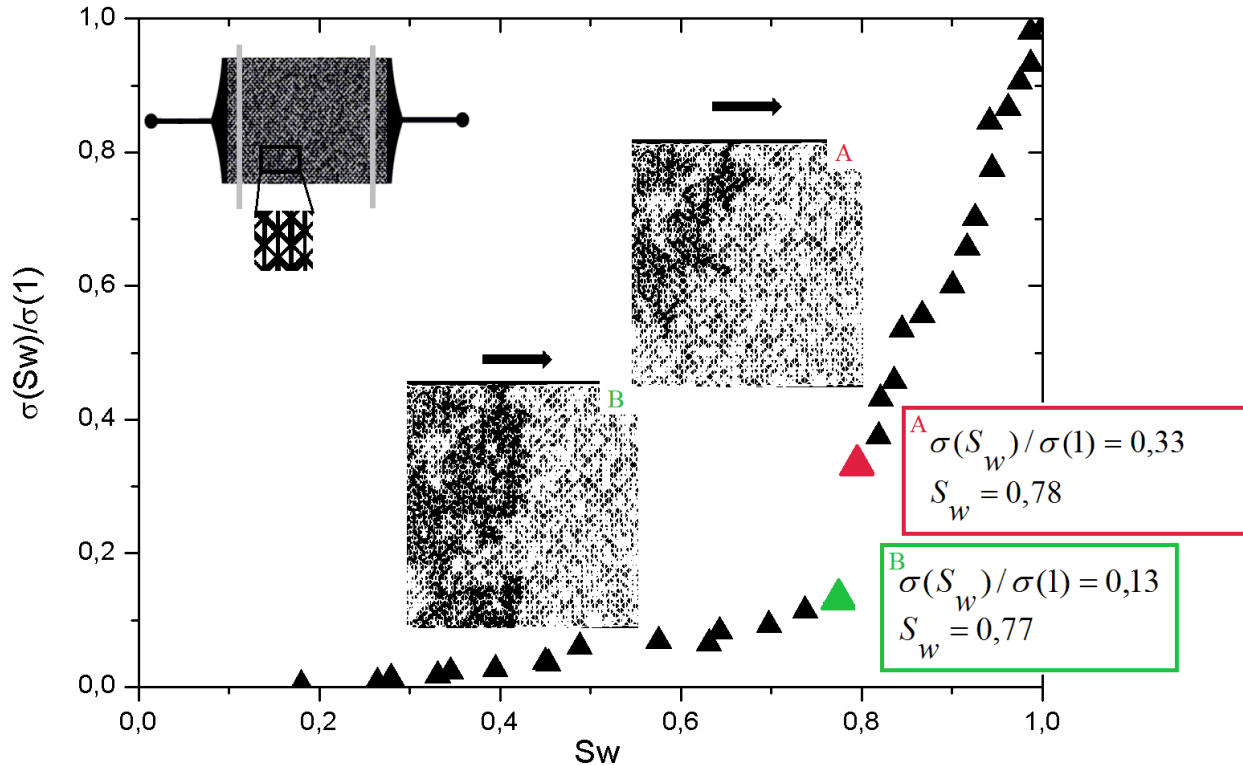 1,0
0,8
0,6
0,4
0,2
0,0
σ(Sw)/σ(1)
A
B
A
σ(S_w)/σ(1) = 0,33
S_w = 0,78
B
σ(S_w)/σ(1) = 0,13
S_w = 0,77
0,0 0,2 0,4 0,6 0,8 1,0
Sw